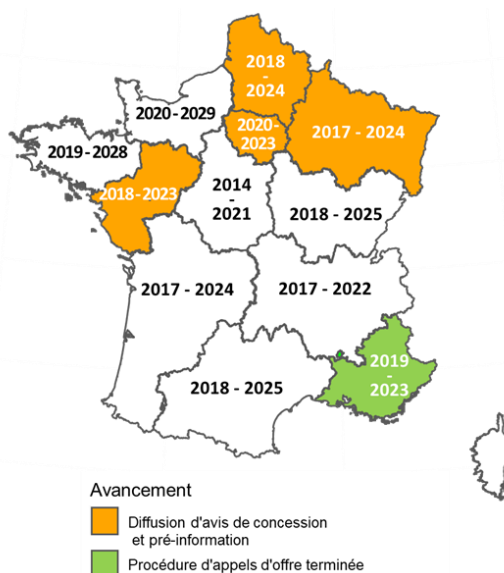 2018
-
2024
2020 - 2029
2020-
2023
2017 - 2024
2019 - 2028
2018 - 2023
2014
-
2021
2018 - 2025
2017 - 2024
2017 - 2022
2019
-
2023
2018 - 2025
Avancement
Diffusion d'avis de concession
et pré-information
Procédure d'appels d'offre terminée